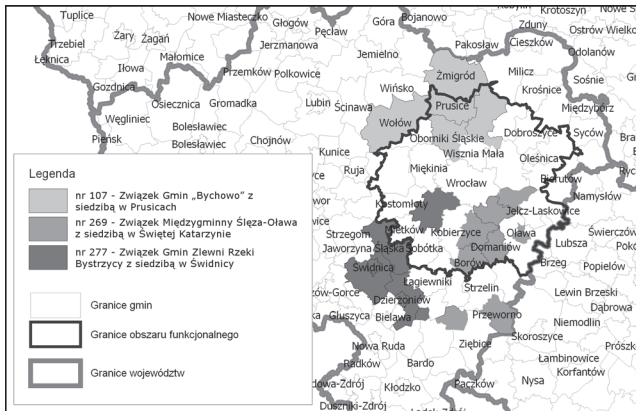 Tuplice
Nowe Miasteczko
Głogów
Góra
Bojanowo
Krotoszyn
Trzebiel
Żary
Żagań
Pęcław
Zduny
Łęknica
Iłowa
Małomice
Jerzmanowa
Jemielno
Pakosław
Cieszków
Ostrów Wielko
Odolanów
Gozdnica
Przemków
Polkowice
Żmigród
Milicz
Sośnie
Osiecznica
Gromadka
Lubin
Ścinawa
Wińsko
Prusice
Krośnice
Międzybórz
Węgliniec
Bolesławiec
Wołów
Pieńsk
Bolesławiec
Chojnów
Kunice
Oborniki Śląskie
Dobroszyce
Syców
Wisznia Mała
Oleśnica
Ruja
Miękinia
Bierutów
Wrocław
Namysłów
Kostomłoty
Jelcz-Laskowice
Strzegom
Mietków
Kobierzyce
Oława
Lubsza
Świerczów
Jaworzyna Śląska
Sobótka
Domaniów
Świdnica
Borów
Brzeg
Popielów
Łagiewniki
Strzelin
Lewin Brzeski
Dzierżoniów
Dąbrowa
Głuszyca
Bielawa
Przeworno
Niemodlin
Nowa Ruda
Ziębice
Skoroszyce
Radków
Bardo
Łambinowice
Korfantów
Kłodzko
Paczków
Nysa
Duszniki-Zdrój
Legenda
nr 107 - Związek Gmin „Bychowo” z
siedzibą w Prusicach
nr 269 - Związek Międzygminny Ślęza-Oława
z siedzibą w Świętej Katarzynie
nr 277 - Związek Gmin Zlewni Rzeki
Bystrzycy z siedzibą w Świdnicy
Granice gmin
Granice obszaru funkcjonalnego
Granice województw